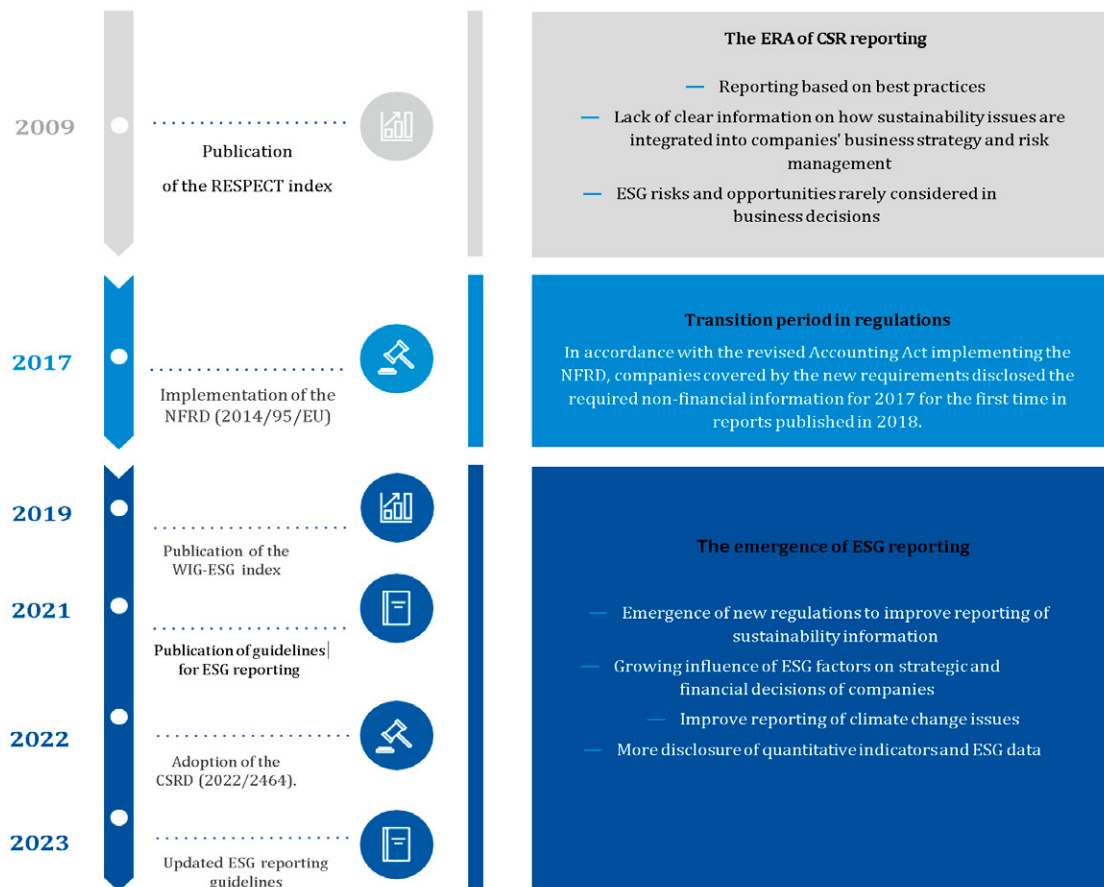 2009
Publication
of the RESPECT index
The ERA of CSR reporting
— Reporting based on best practices
— Lack of clear information on how sustainability issues are
integrated into companies' business strategy and risk
management
— ESG risks and opportunities rarely considered in
business decisions
2017
Implementation of the
NFRD (2014/95/EU)
Transition period in regulations
In accordance with the revised Accounting Act implementing the
NFRD, companies covered by the new requirements disclosed the
required non-financial information for 2017 for the first time in
reports published in 2018.
2019
Publication of the
WIG-ESG index
2021
Publication of guidelines
for ESG reporting
2022
Adoption of the
CSRD (2022/2464).
2023
Updated ESG reporting
guidelines
The emergence of ESG reporting
— Emergence of new regulations to improve reporting of
sustainability information
— Growing influence of ESG factors on strategic and
financial decisions of companies
— Improve reporting of climate change issues
— More disclosure of quantitative indicators and ESG data